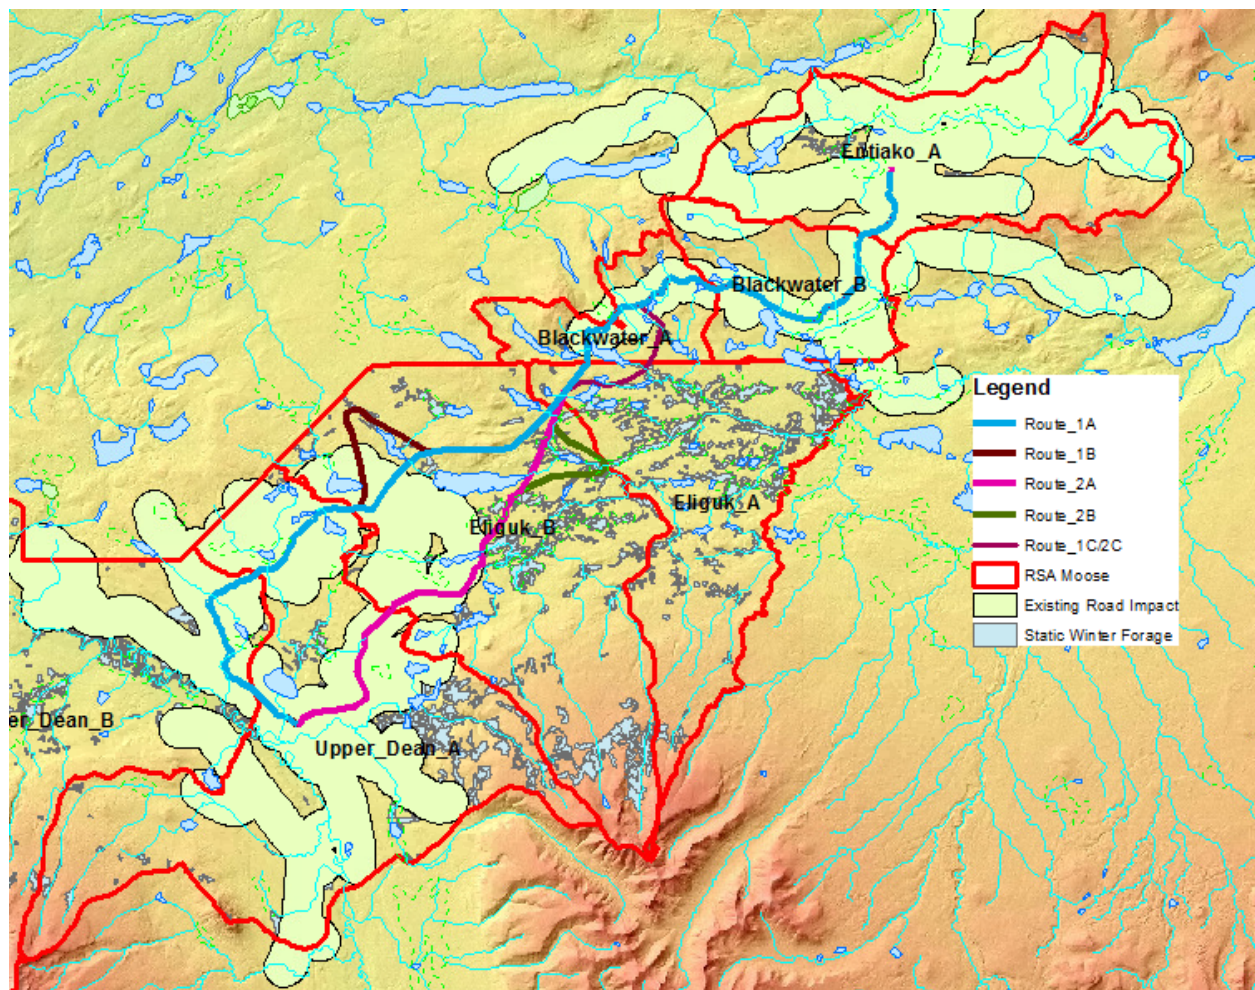 Entiako_A
Blackwater_B
Blackwater_A
Legend
Route_1A
Route_1B
Route_2A
Route_2B
Route_1C/2C
RSA Moose
Existing Road Impact
Static Winter Forage
Eliguk_A
Eliguk_B
er_Dean_B
Upper_Dean_A